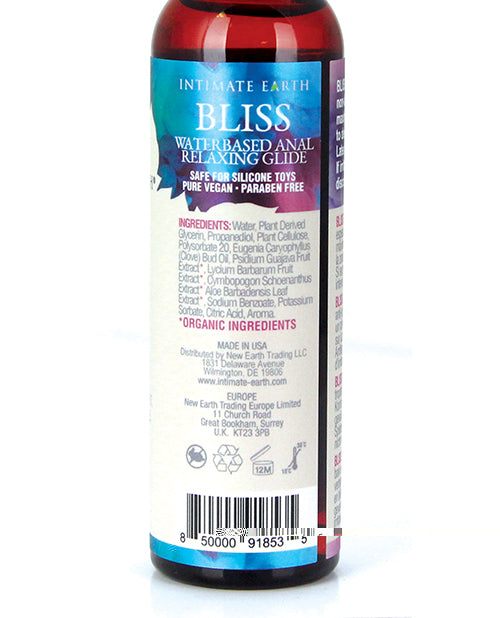 INTIMATE EARTH
BLISS
WATERBASED ANAL
RELAXING GLIDE
SAFE FOR SILICONE TOYS
PURE VEGAN • PARABEN FREE
INGREDIENTS: Water, Plant Derived
Glycerin, Propanediol, Plant Cellulose,
Polysorbate 20, Eugenia Caryophyllus
(Clove) Bud Oil, Psidium Guajava Fruit
Extract*, Lycium Barbarum Fruit
Extract*, Cymbopogon Schoenanthus
Extract* Aloe Barbadensis Leaf
Extract*, Sodium Benzoate, Potassium
Sorbate, Citric Acid, Aroma.
*ORGANIC INGREDIENTS
MADE IN USA
Distributed by New Earth Trading LLC
1831 Delaware Avenue
Wilmington, DE 19806
www.intimate-earth.com
EUROPE
New Earth Trading Europe Limited
11 Church Road
Great Bookham, Surrey
U.K. KT23 3PB
12M
8 50000 91853 5